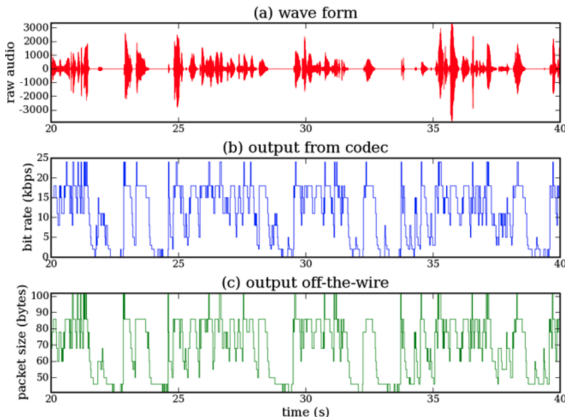 (a) wave form
raw audio
3000
2000
1000
0
-1000
-2000
-3000
20 25 30 35 40
(b) output from codec
bit rate (kbps)
25
20
15
10
5
0
20 25 30 35 40
(c) output off-the-wire
packet size (bytes)
100
90
80
70
60
50
20 25 30 35 40
time (s)